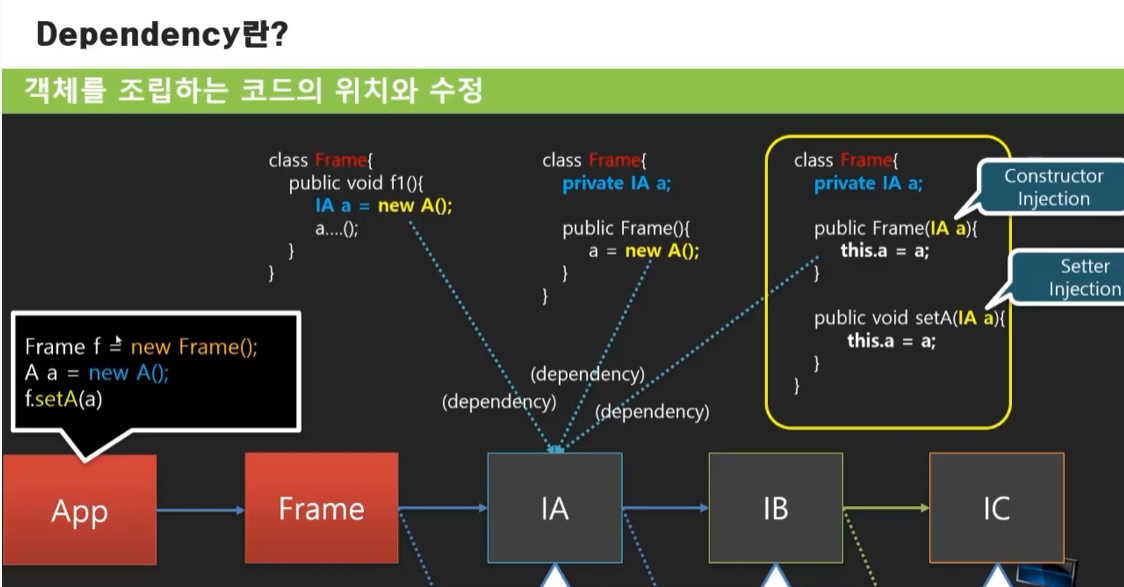 Dependency란?
객체를 조립하는 코드의 위치와 수정
class Frame{
public void f1(){
IA a = new A();
a....();
}
}
class Frame{
private IA a;
public Frame(){
a = new A();
}
}
class Frame{
private IA a;
public Frame(IA a){
this.a = a;
}
public void setA(IA a){
this.a = a;
}
}
Constructor
Injection
Setter
Injection
Frame f = new Frame();
A a = new A();
f.setA(a)
(dependency)
(dependency)
(dependency)
App
Frame
IA
IB
IC